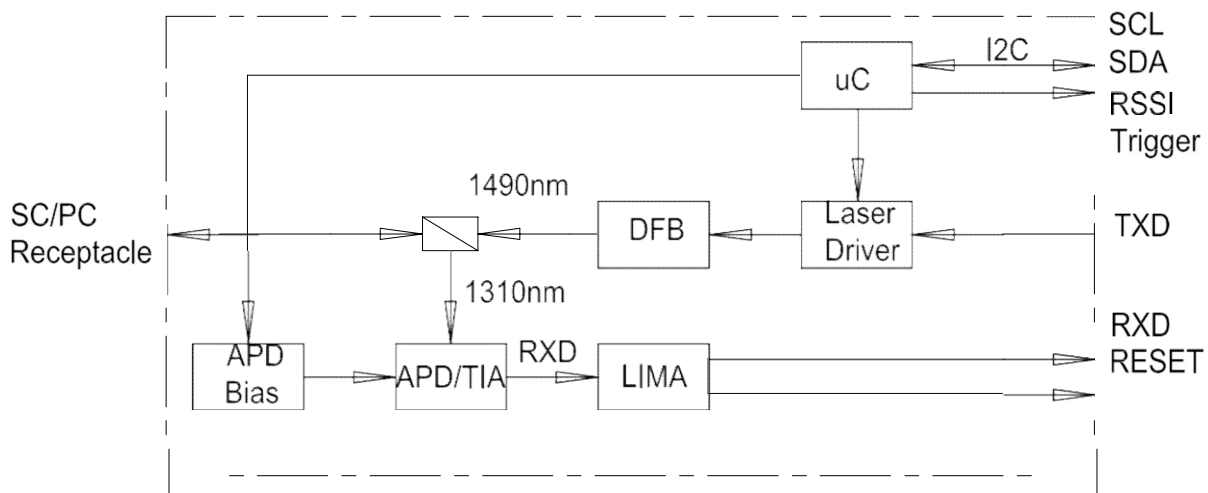 SCL
I2C
SDA
uC
RSSI
Trigger
1490nm
SC/PC
Receptacle
DFB
Laser
Driver
TXD
1310nm
RXD
RESET
APD
Bias
APD/TIA
RXD
LIMA